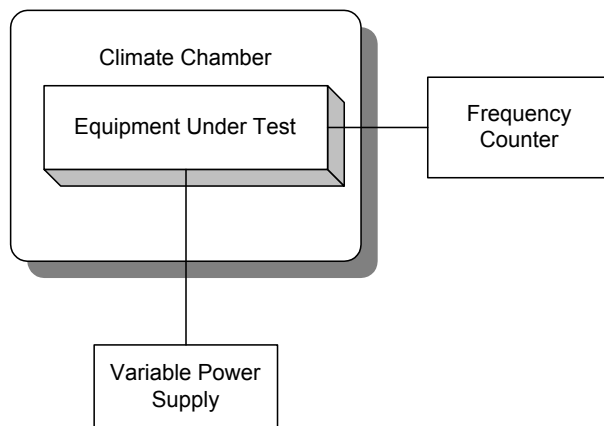 Climate Chamber
Equipment Under Test
Frequency
Counter
Variable Power
Supply